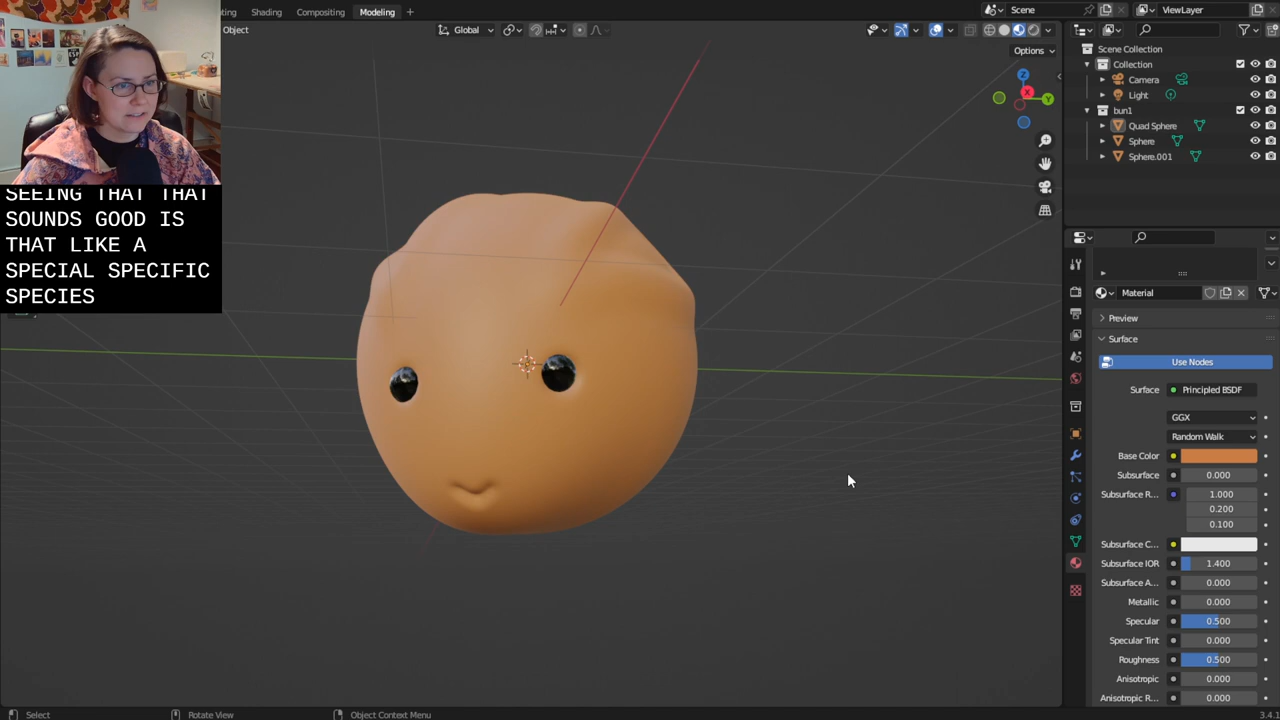 ting Shading Compositing Modeling +
Scene ViewLayer
Object Global
Options
Scene Collection
Collection
Camera
Light
bun1
Quad Sphere
Sphere
Sphere.001
X
Y
Z
SEEING THAT THAT
SOUNDS GOOD IS
THAT LIKE A
SPECIAL SPECIFIC
SPECIES
Material
Preview
Surface
Use Nodes
Surface Principled BSDF
GGX
Random Walk
Base Color
Subsurface 0.000
Subsurface R... 1.000
0.200
0.100
Subsurface C...
Subsurface IOR 1.400
Subsurface A... 0.000
Metallic 0.000
Specular 0.500
Specular Tint 0.000
Roughness 0.500
Anisotropic 0.000
Anisotropic R... 0.000
Select Rotate View Object Context Menu 3.4.1